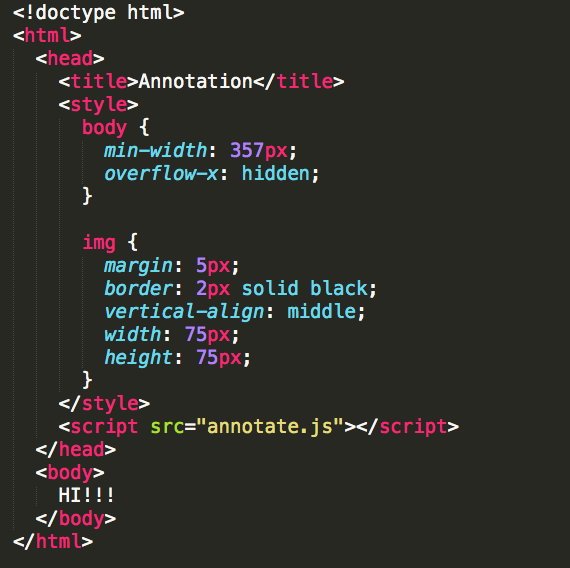 <!doctype html>
<html>
  <head>
    <title>Annotation</title>
    <style>
      body {
        min-width: 357px;
        overflow-x: hidden;
      }

      img {
        margin: 5px;
        border: 2px solid black;
        vertical-align: middle;
        width: 75px;
        height: 75px;
      }
    </style>
    <script src="annotate.js"></script>
  </head>
  <body>
    HI!!!
  </body>
</html>